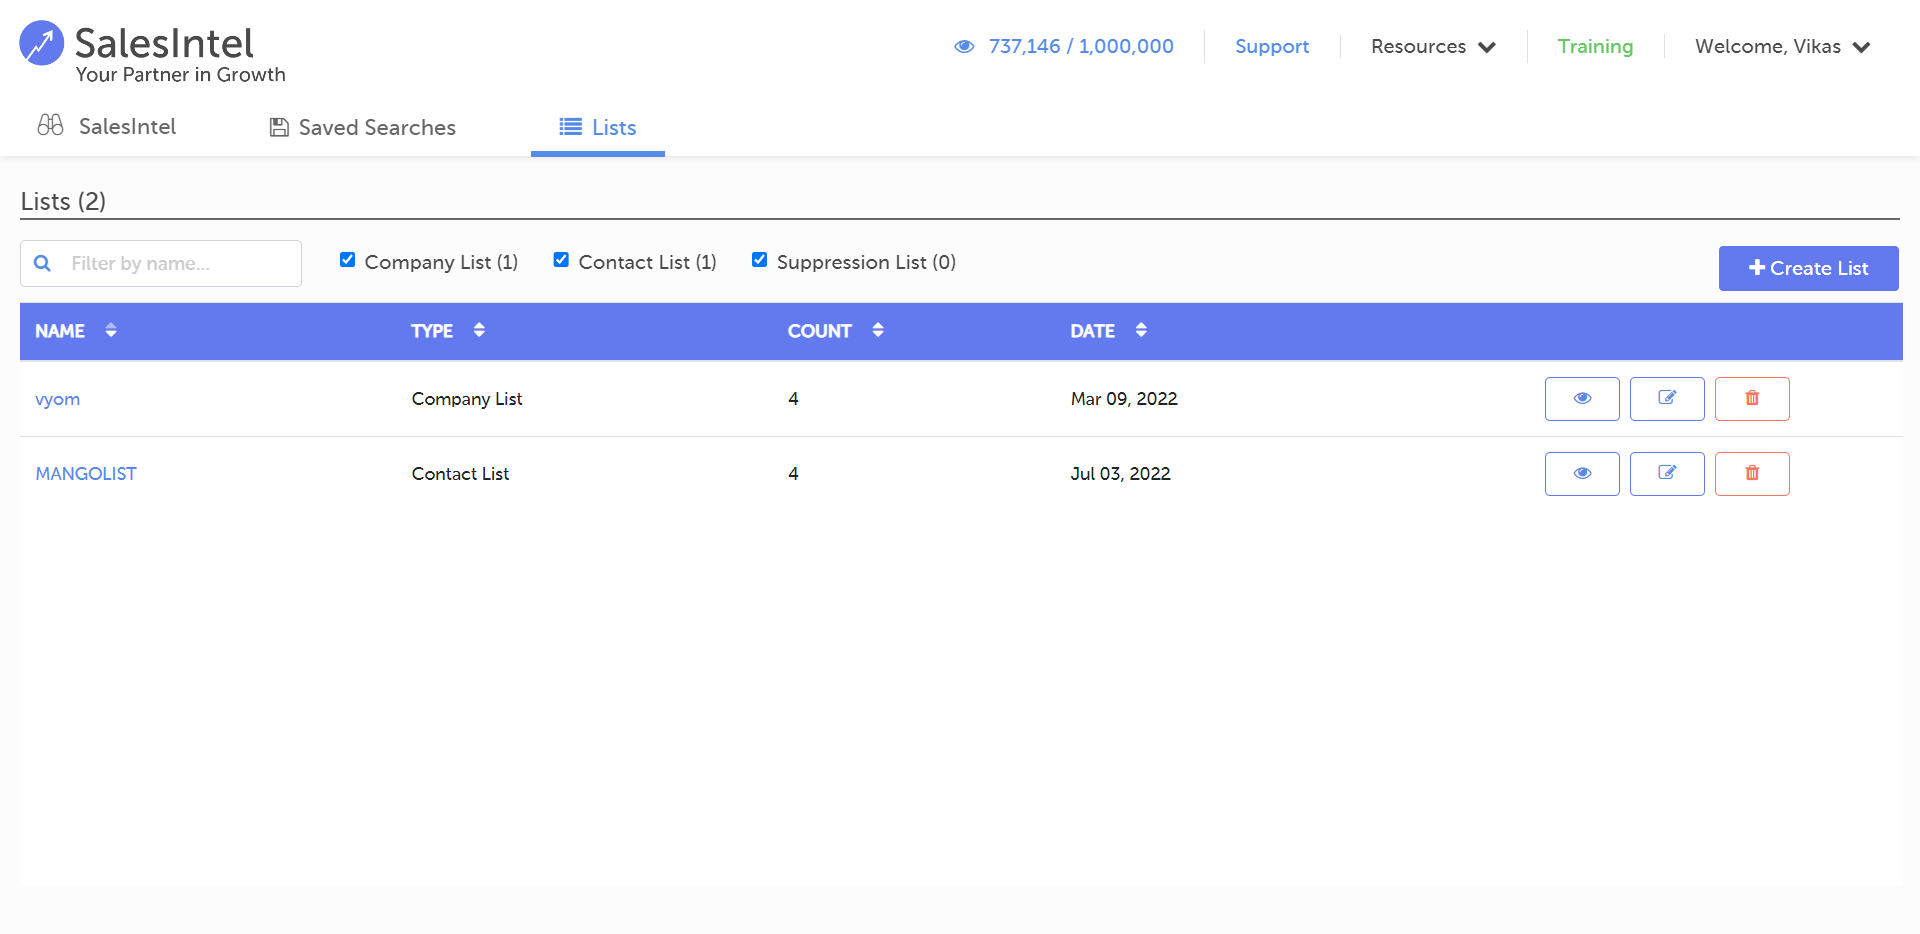 SalesIntel
Your Partner in Growth
737,146 / 1,000,000
Support
Resources
Training
Welcome, Vikas
SalesIntel
Saved Searches
Lists
Lists (2)
Filter by name...
Company List (1)
Contact List (1)
Suppression List (0)
Create List
NAME TYPE COUNT DATE
vyom Company List 4 Mar 09, 2022
MANGOLIST Contact List 4 Jul 03, 2022